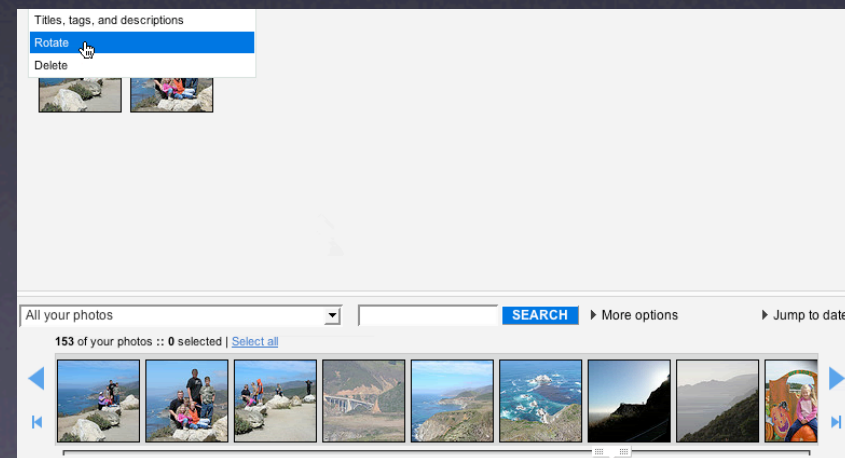 Titles, tags, and descriptions
Rotate
Delete
All your photos
SEARCH
More options
Jump to date
153 of your photos :: 0 selected | Select all